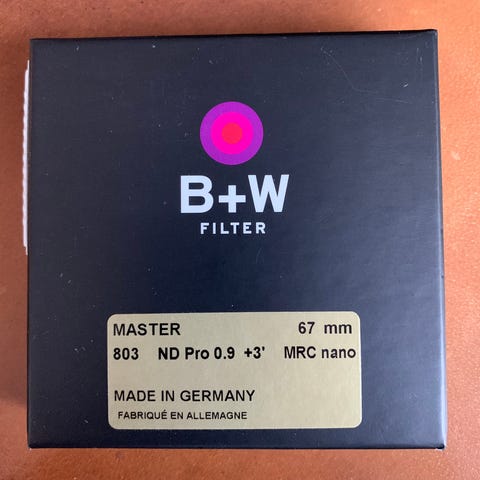 B+W
FILTER
MASTER 67 mm
803 ND Pro 0.9 +3' MRC nano
MADE IN GERMANY
FABRIQUÉ EN ALLEMAGNE